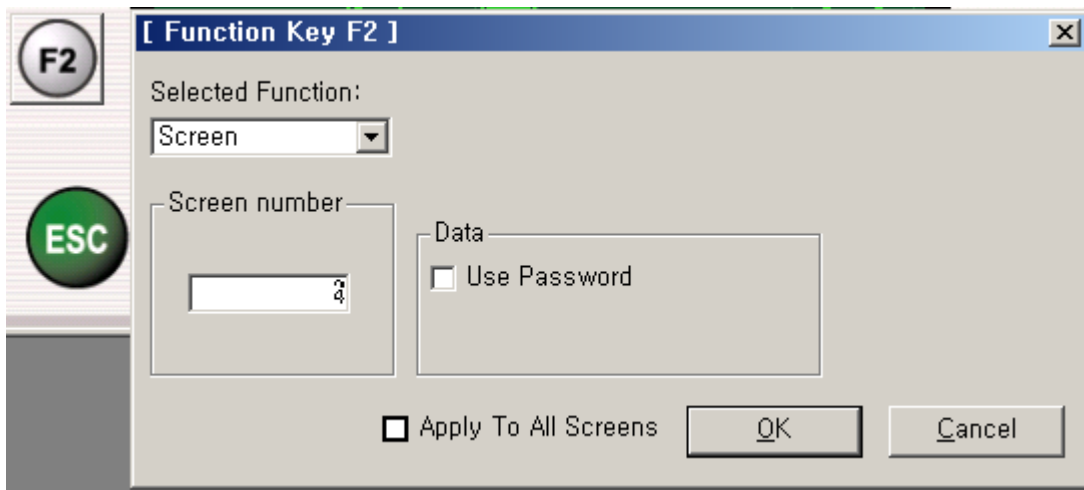 F2
[ Function Key F2 ]
Selected Function:
Screen
ESC
Screen number
Data
Use Password
Apply To All Screens
OK
Cancel